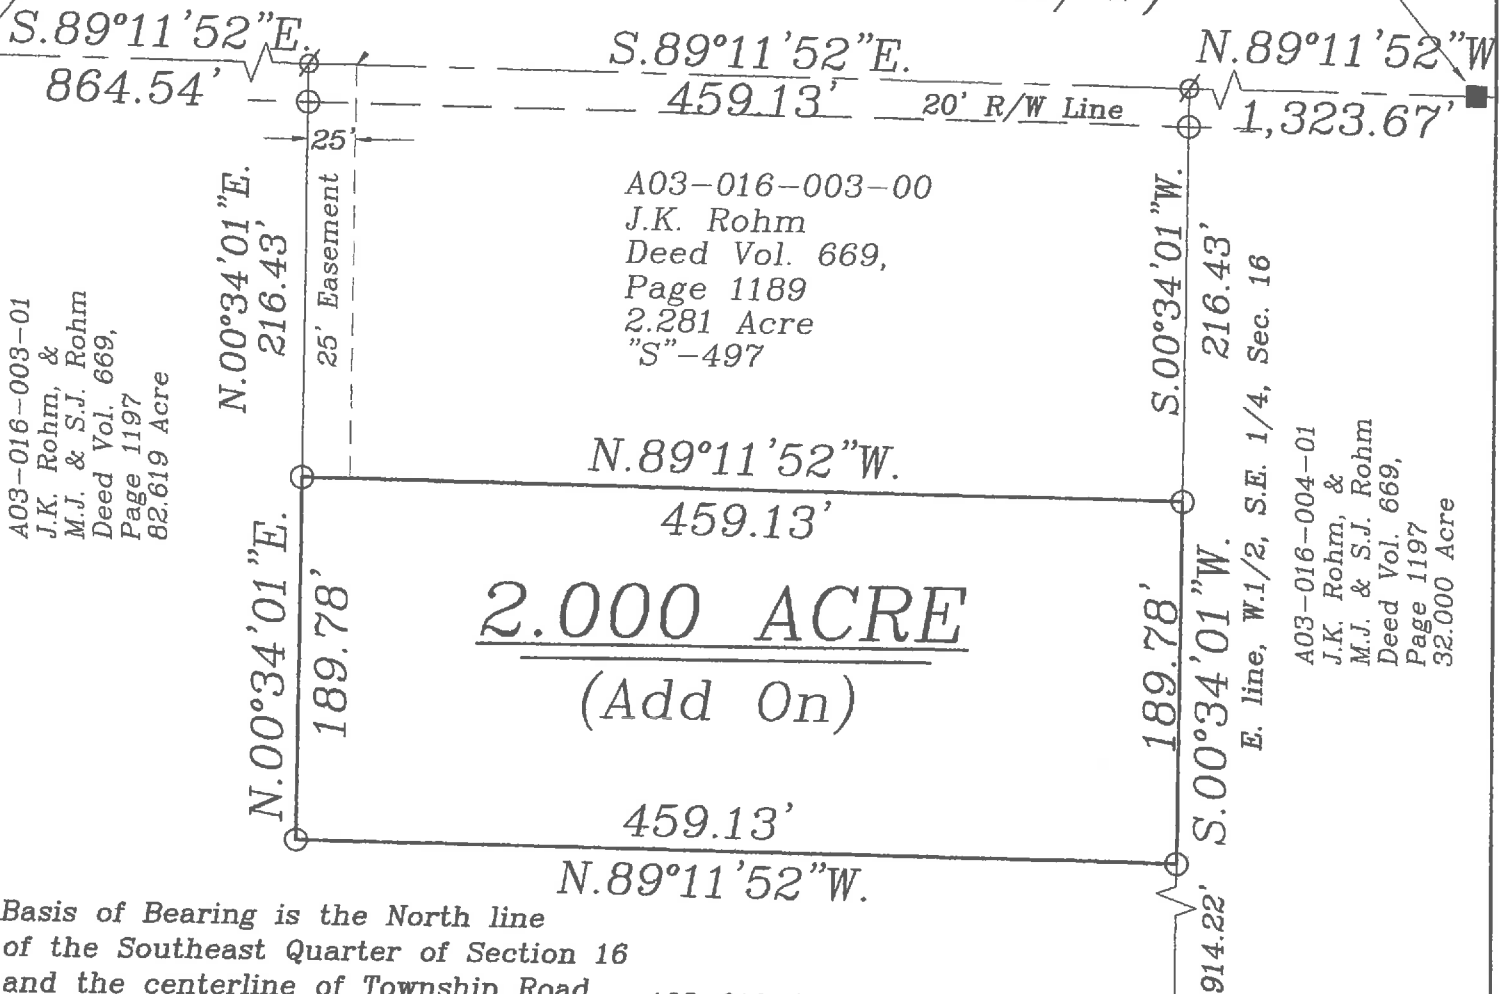 S.89°11'52"E.
864.54'
S.89°11'52"E.
459.13'
20' R/W Line
N.89°11'52"W
1,323.67'
25'
25' Easement
N.00°34'01"E.
216.43'
A03-016-003-00
J.K. Rohm
Deed Vol. 669,
Page 1189
2.281 Acre
"S"-497
S.00°34'01"W.
216.43'
E. line, W.1/2, S.E. 1/4, Sec. 16
A03-016-003-01
J.K. Rohm, &
M.J. & S.J. Rohm
Deed Vol. 669,
Page 1197
82.619 Acre
A03-016-004-01
J.K. Rohm, &
M.J. & S.J. Rohm
Deed Vol. 669,
Page 1197
32.000 Acre
N.89°11'52"W.
459.13'
N.00°34'01"E.
189.78'
2.000 ACRE
(Add On)
189.78'
S.00°34'01"W.
459.13'
N.89°11'52"W.
914.22'
Basis of Bearing is the North line
of the Southeast Quarter of Section 16
and the centerline of Township Road